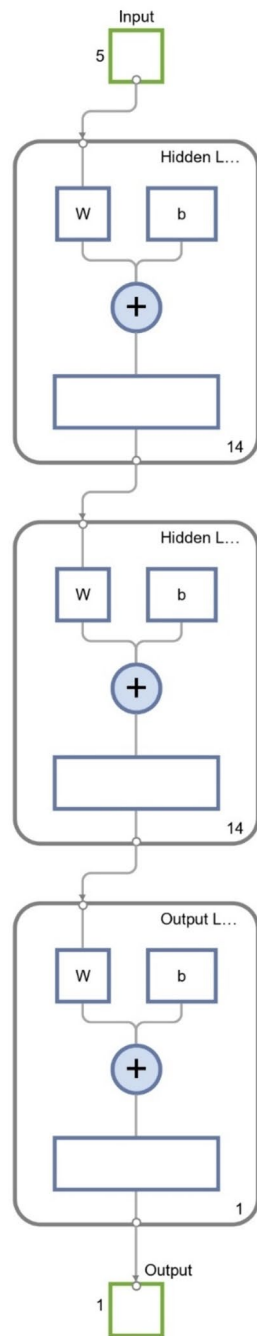 Input
5
Hidden L...
W b
+
14
Hidden L...
W b
+
14
Output L...
W b
+
1
Output
1